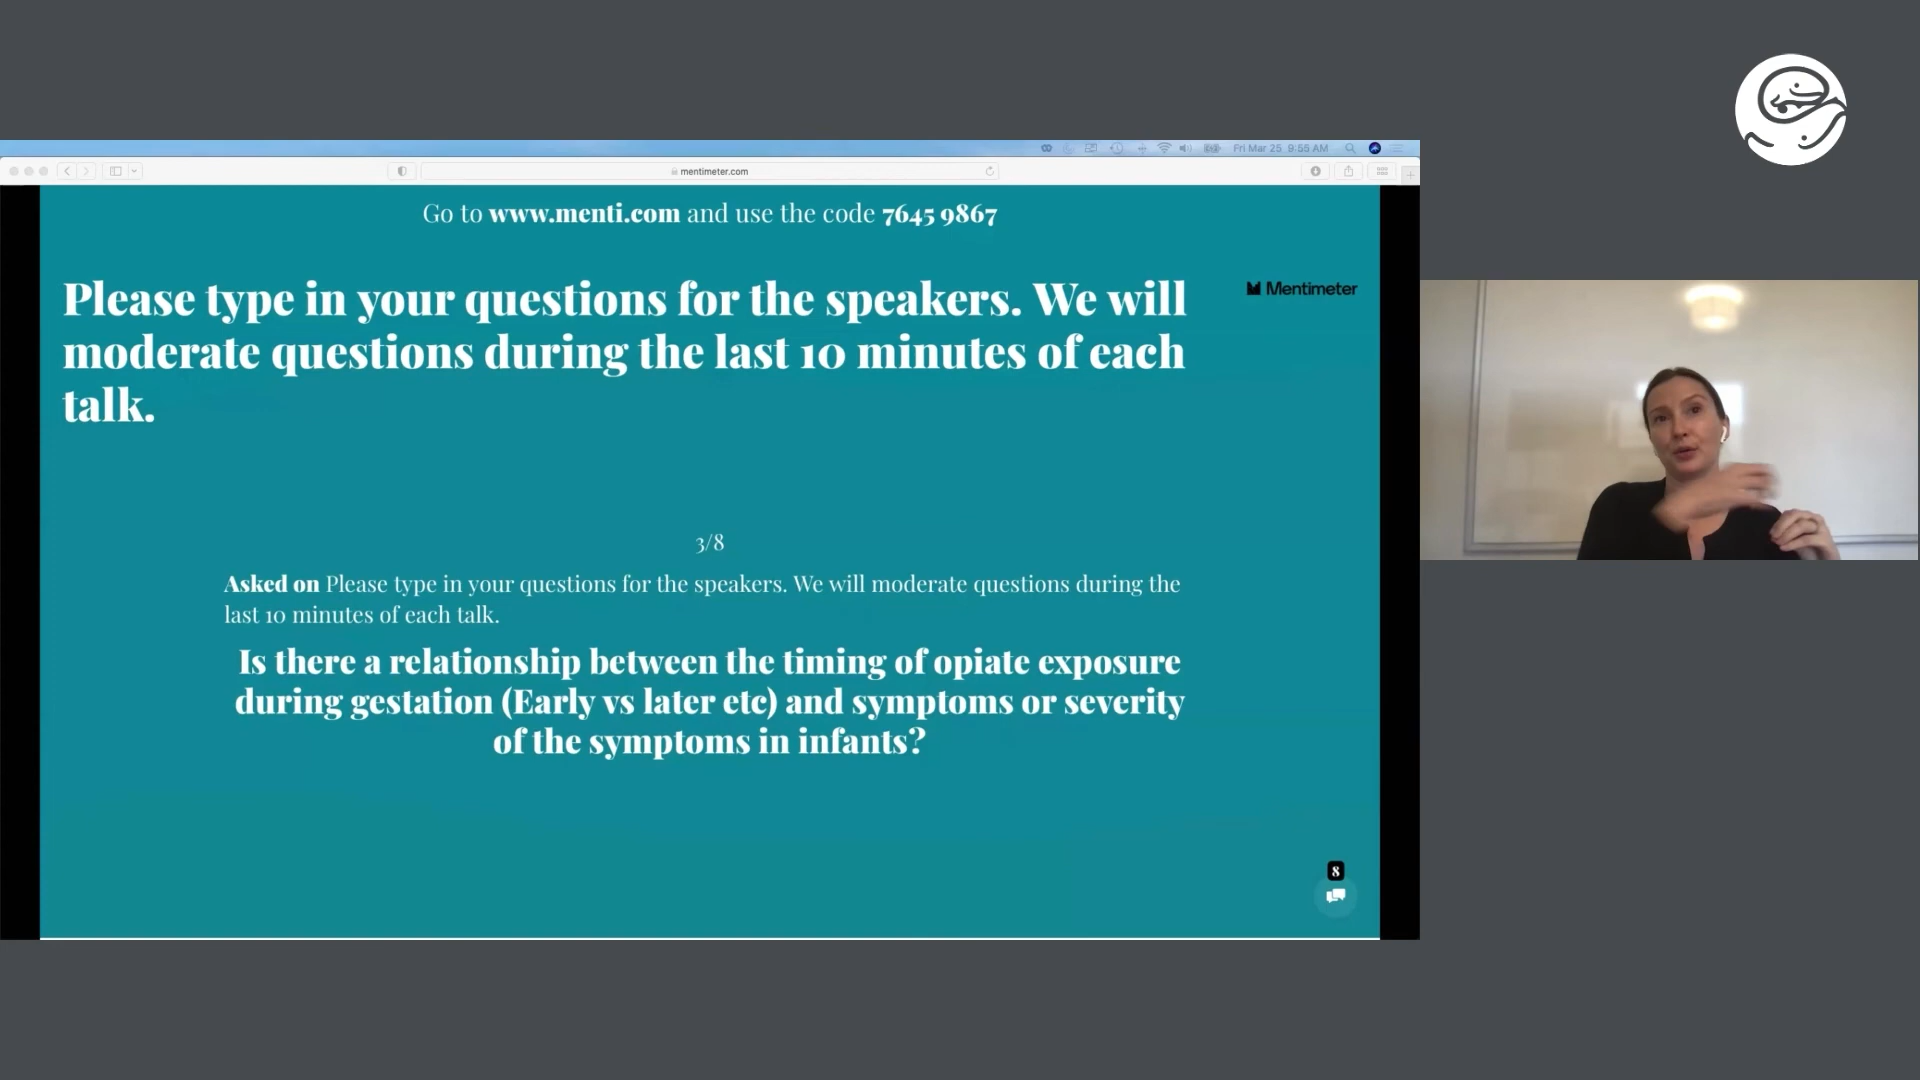 Fri Mar 25 9:55 AM
mentimeter.com
Go to www.menti.com and use the code 7645 9867
Please type in your questions for the speakers. We will
moderate questions during the last 10 minutes of each
talk.
Mentimeter
3/8
Asked on Please type in your questions for the speakers. We will moderate questions during the
last 10 minutes of each talk.
Is there a relationship between the timing of opiate exposure
during gestation (Early vs later etc) and symptoms or severity
of the symptoms in infants?
8